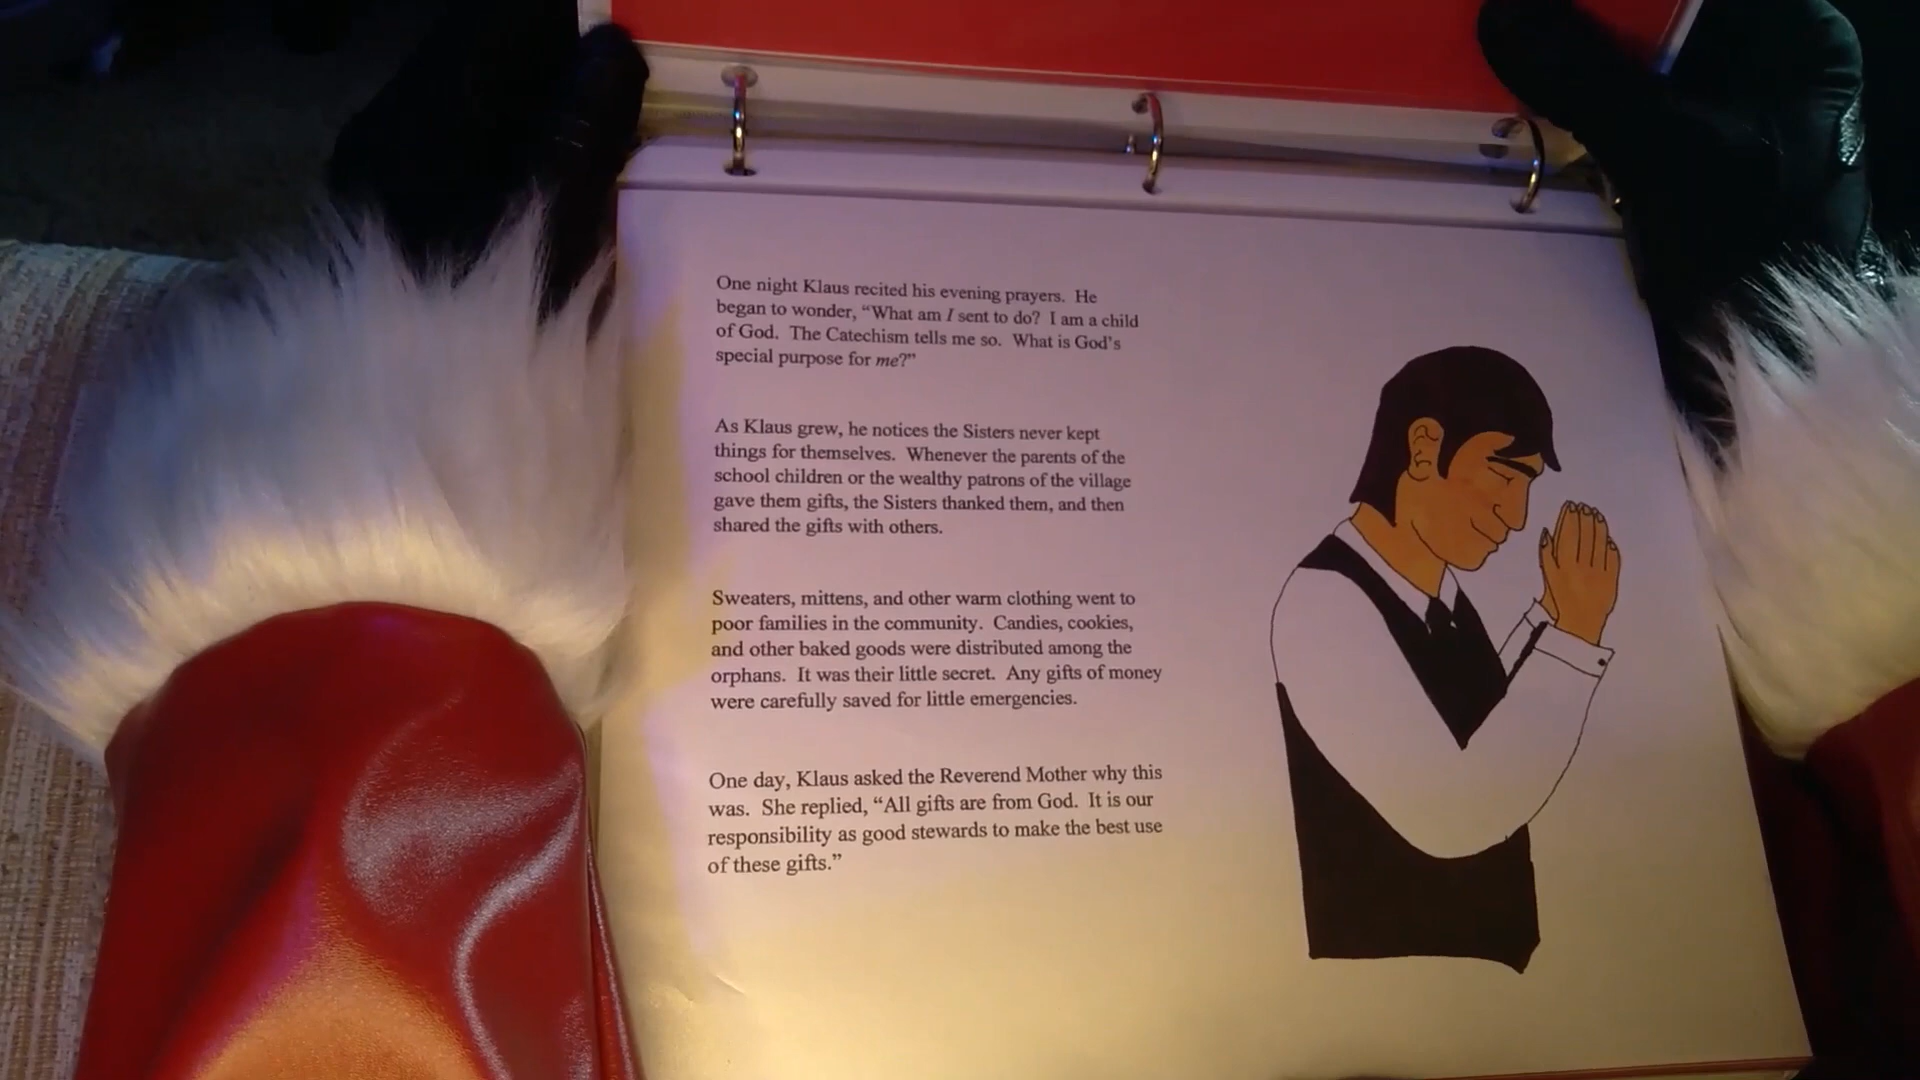 One night Klaus recited his evening prayers. He
began to wonder, “What am I sent to do? I am a child
of God. The Catechism tells me so. What is God’s
special purpose for me?”
As Klaus grew, he notices the Sisters never kept
things for themselves. Whenever the parents of the
school children or the wealthy patrons of the village
gave them gifts, the Sisters thanked them, and then
shared the gifts with others.
Sweaters, mittens, and other warm clothing went to
poor families in the community. Candies, cookies,
and other baked goods were distributed among the
orphans. It was their little secret. Any gifts of money
were carefully saved for little emergencies.
One day, Klaus asked the Reverend Mother why this
was. She replied, “All gifts are from God. It is our
responsibility as good stewards to make the best use
of these gifts.”